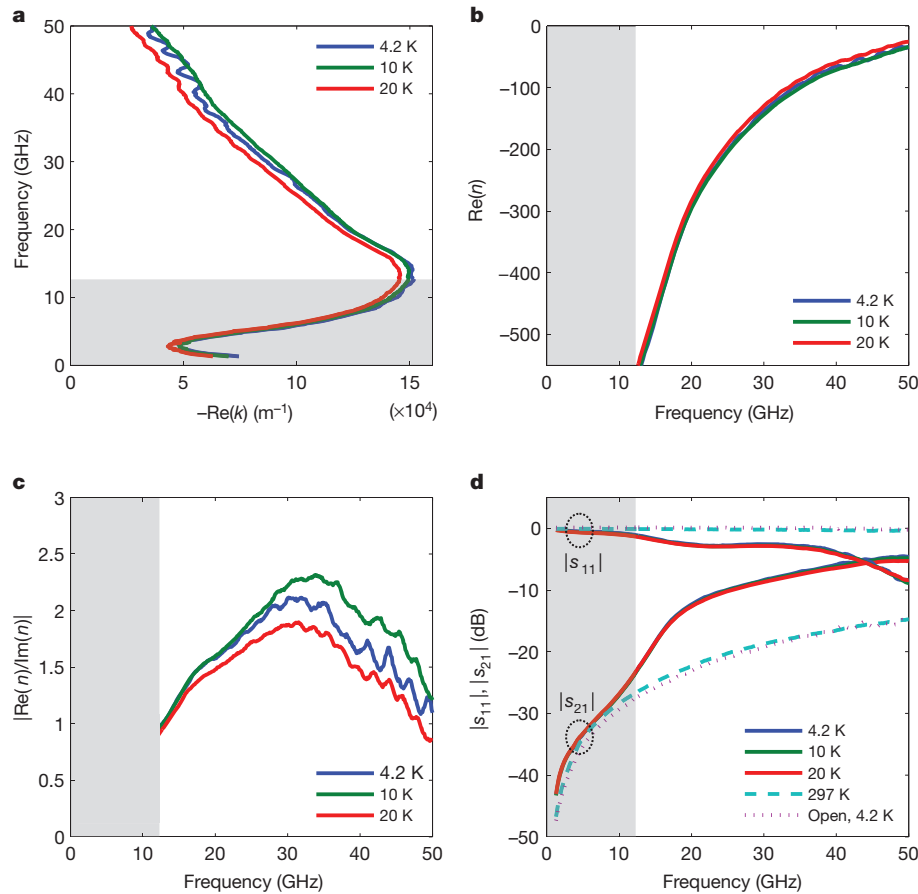 a
50
40
30
20
10
0
Frequency (GHz)
4.2 K
10 K
20 K
0 5 10 15
–Re(k) (m⁻¹) (×10⁴)
b
0
–100
–200
–300
–400
–500
Re(n)
4.2 K
10 K
20 K
0 10 20 30 40 50
Frequency (GHz)
c
3
2.5
2
1.5
1
0.5
0
|Re(n)/Im(n)|
4.2 K
10 K
20 K
0 10 20 30 40 50
Frequency (GHz)
d
0
–10
–20
–30
–40
–50
|s₁₁|, |s₂₁| (dB)
|s₁₁|
|s₂₁|
4.2 K
10 K
20 K
297 K
Open, 4.2 K
0 10 20 30 40 50
Frequency (GHz)